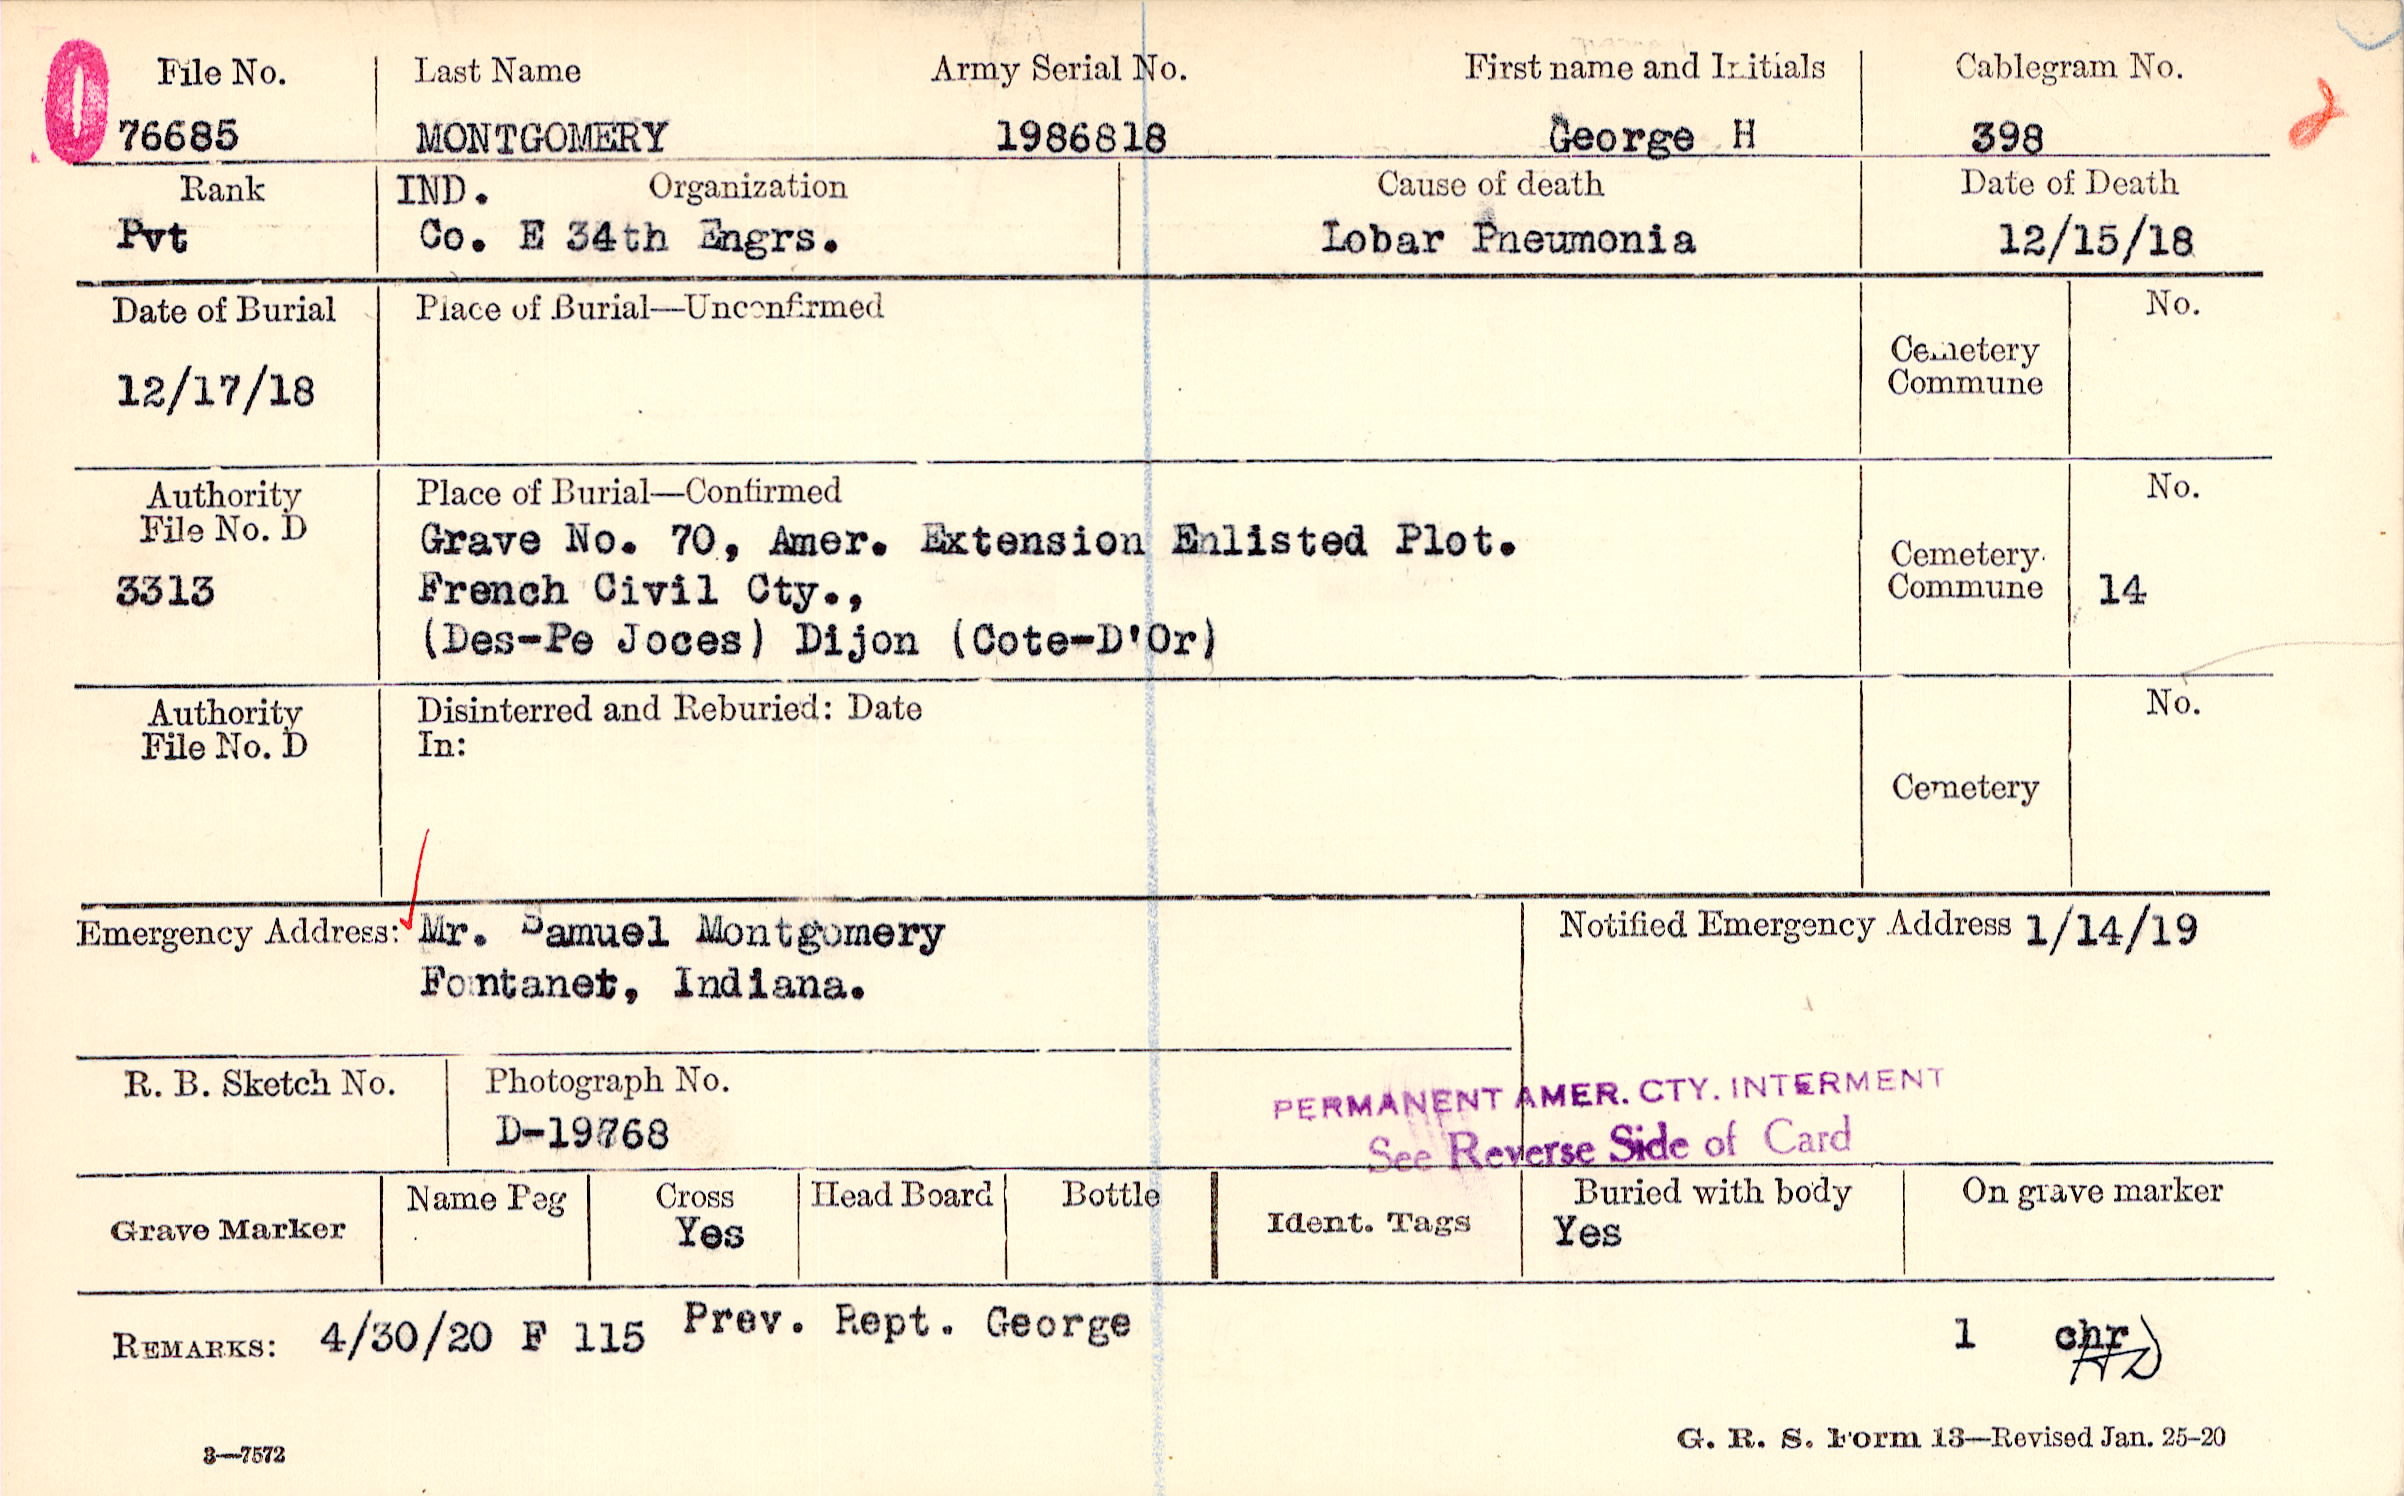 File No. Last Name Army Serial No. First name and Initials Cablegram No.
76685 MONTGOMERY 1986818 George H 398
Rank IND. Organization Cause of death Date of Death
Pvt Co. E 34th Engrs. Lobar Pneumonia 12/15/18
Date of Burial Place of Burial—Unconfirmed No.
Cemetery
Commune
12/17/18
Authority Place of Burial—Confirmed No.
File No. D
Grave No. 70, Amer. Extension Enlisted Plot.
3313 French Civil Cty., Cemetery
Commune 14
(Des-Pe Joces) Dijon (Cote-D'Or)
Authority Disinterred and Reburied: Date No.
File No. D In:
Cemetery
Emergency Address: Mr. Samuel Montgomery Notified Emergency Address 1/14/19
Fontanet, Indiana.
R. B. Sketch No. Photograph No.
D-19768
PERMANENT AMER. CTY. INTERMENT
See Reverse Side of Card
Grave Marker Name Peg Cross Head Board Bottle Ident. Tags Buried with body On grave marker
Yes Yes
REMARKS: 4/30/20 F 115 Prev. Rept. George 1 chr
3—7572 G. R. S. Form 13—Revised Jan. 25-20